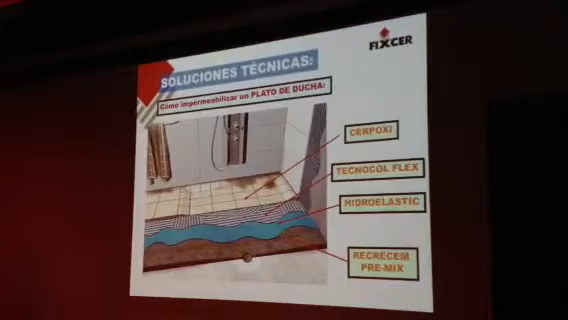 FIXCER
SOLUCIONES TÉCNICAS:
Cómo impermeabilizar un PLATO DE DUCHA:
CERPOXI
TECNOCOL FLEX
HIDROELASTIC
RECRECEM
PRE-MIX